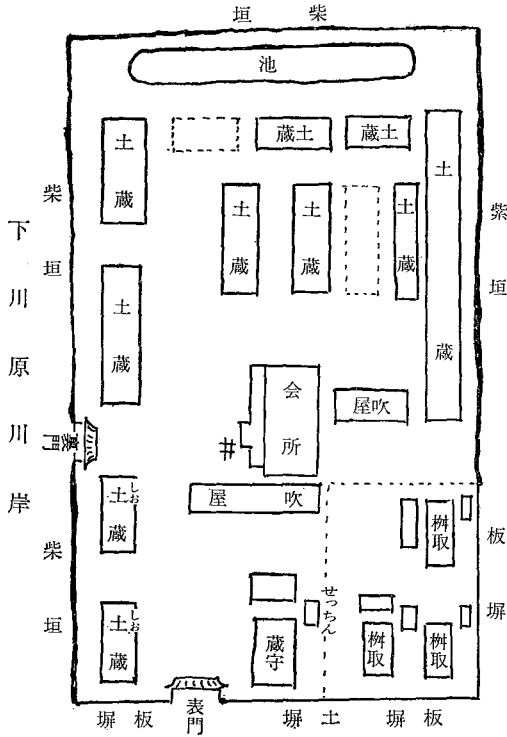 柴垣
池
土蔵
土蔵
土蔵
土蔵
土蔵
土蔵
土蔵
土蔵
柴垣
紫垣
下川原川岸
会所
吹屋
井
裏門
吹屋
しお
土蔵
しお
土蔵
柴垣
板塀
桝取
桝取
桝取
せっちん
蔵守
表門
板塀
土塀
板塀